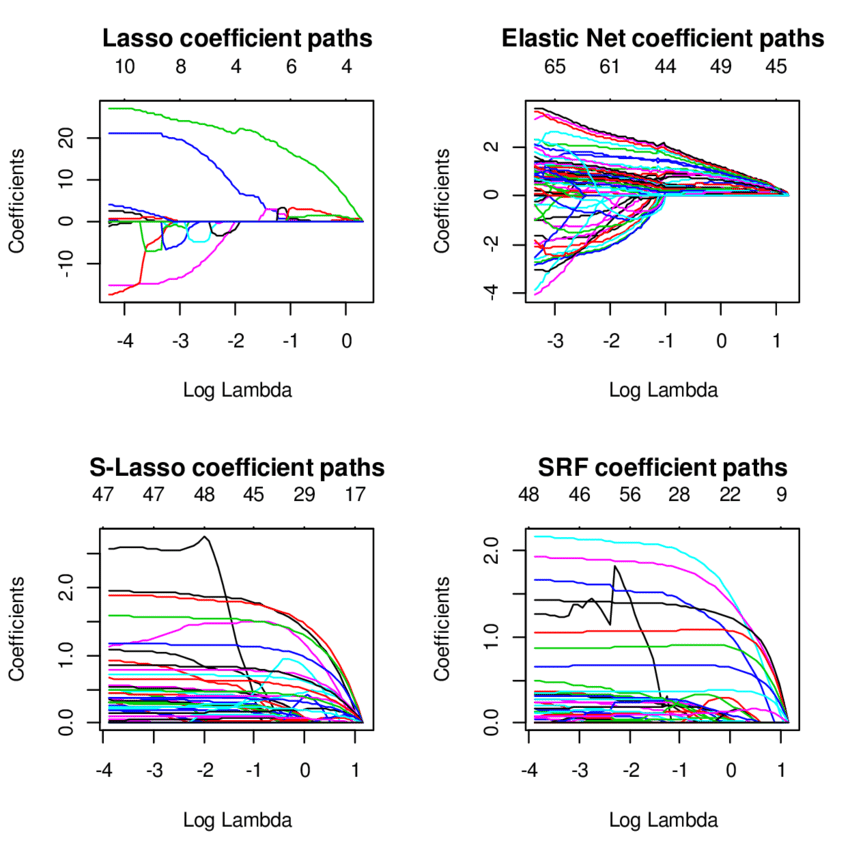 Lasso coefficient paths
10 8 4 6 4
Coefficients
20
10
0
-10
-4 -3 -2 -1 0
Log Lambda
Elastic Net coefficient paths
65 61 44 49 45
Coefficients
2
0
-2
-4
-3 -2 -1 0 1
Log Lambda
S-Lasso coefficient paths
47 47 48 45 29 17
Coefficients
2.0
1.0
0.0
-4 -3 -2 -1 0 1
Log Lambda
SRF coefficient paths
48 46 56 28 22 9
Coefficients
2.0
1.0
0.0
-4 -3 -2 -1 0 1
Log Lambda